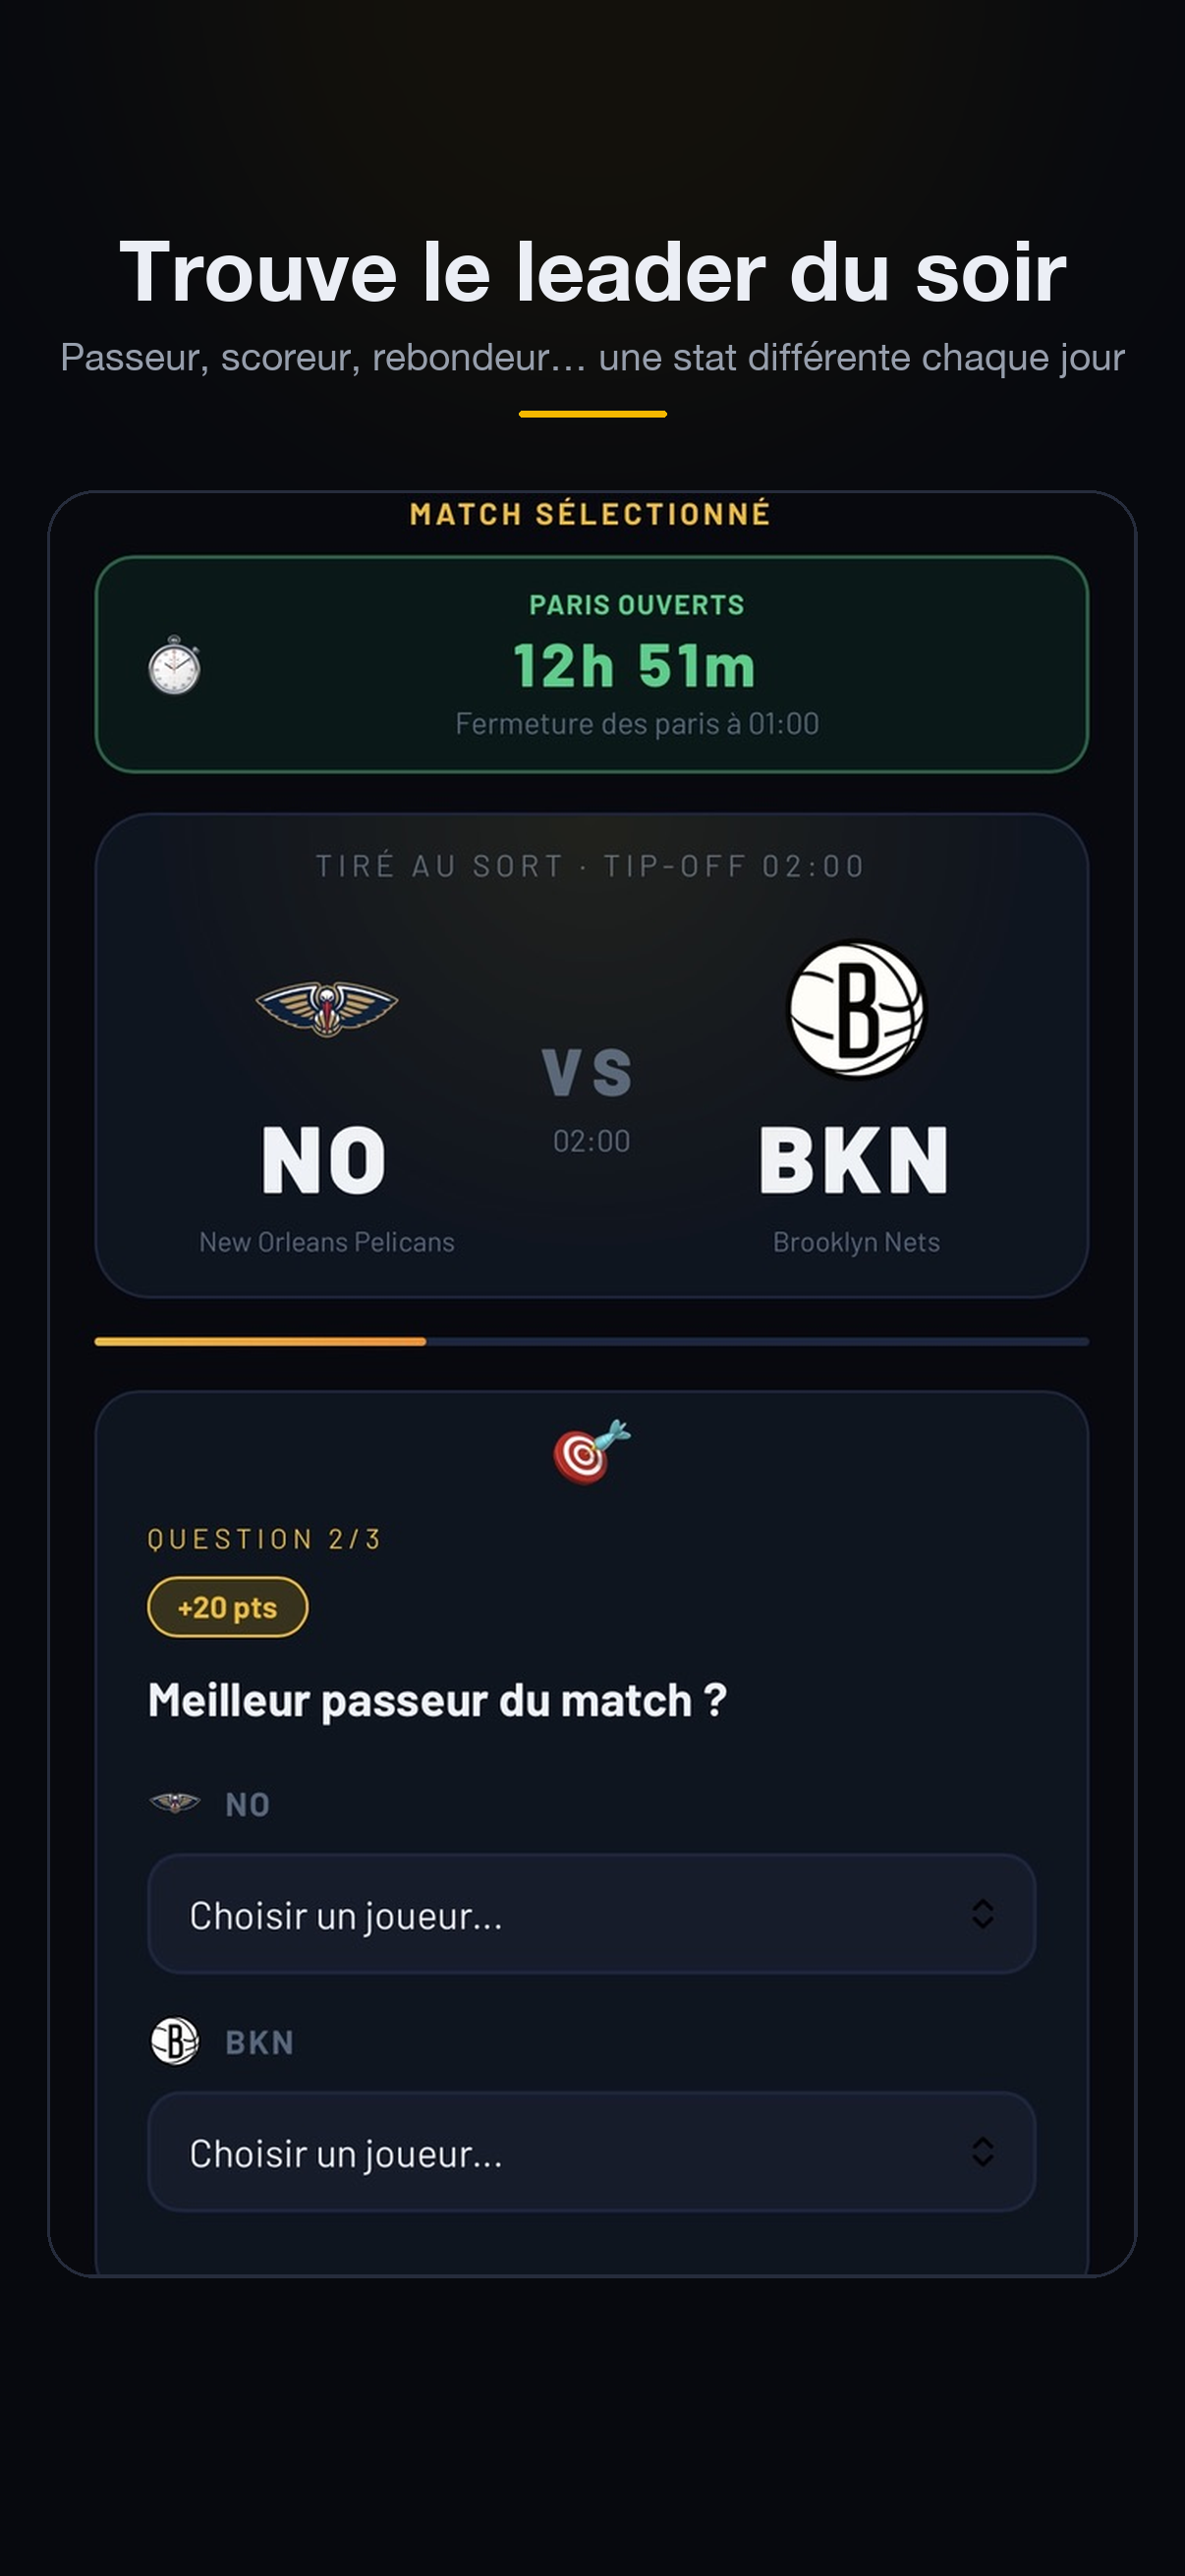 Trouve le leader du soir
Passeur, scoreur, rebondeur… une stat différente chaque jour
MATCH SÉLECTIONNÉ
PARIS OUVERTS
12h 51m
Fermeture des paris à 01:00
TIRÉ AU SORT · TIP-OFF 02:00
B
VS
NO
02:00
BKN
New Orleans Pelicans
Brooklyn Nets
QUESTION 2/3
+20 pts
Meilleur passeur du match ?
NO
Choisir un joueur...
B
BKN
Choisir un joueur...